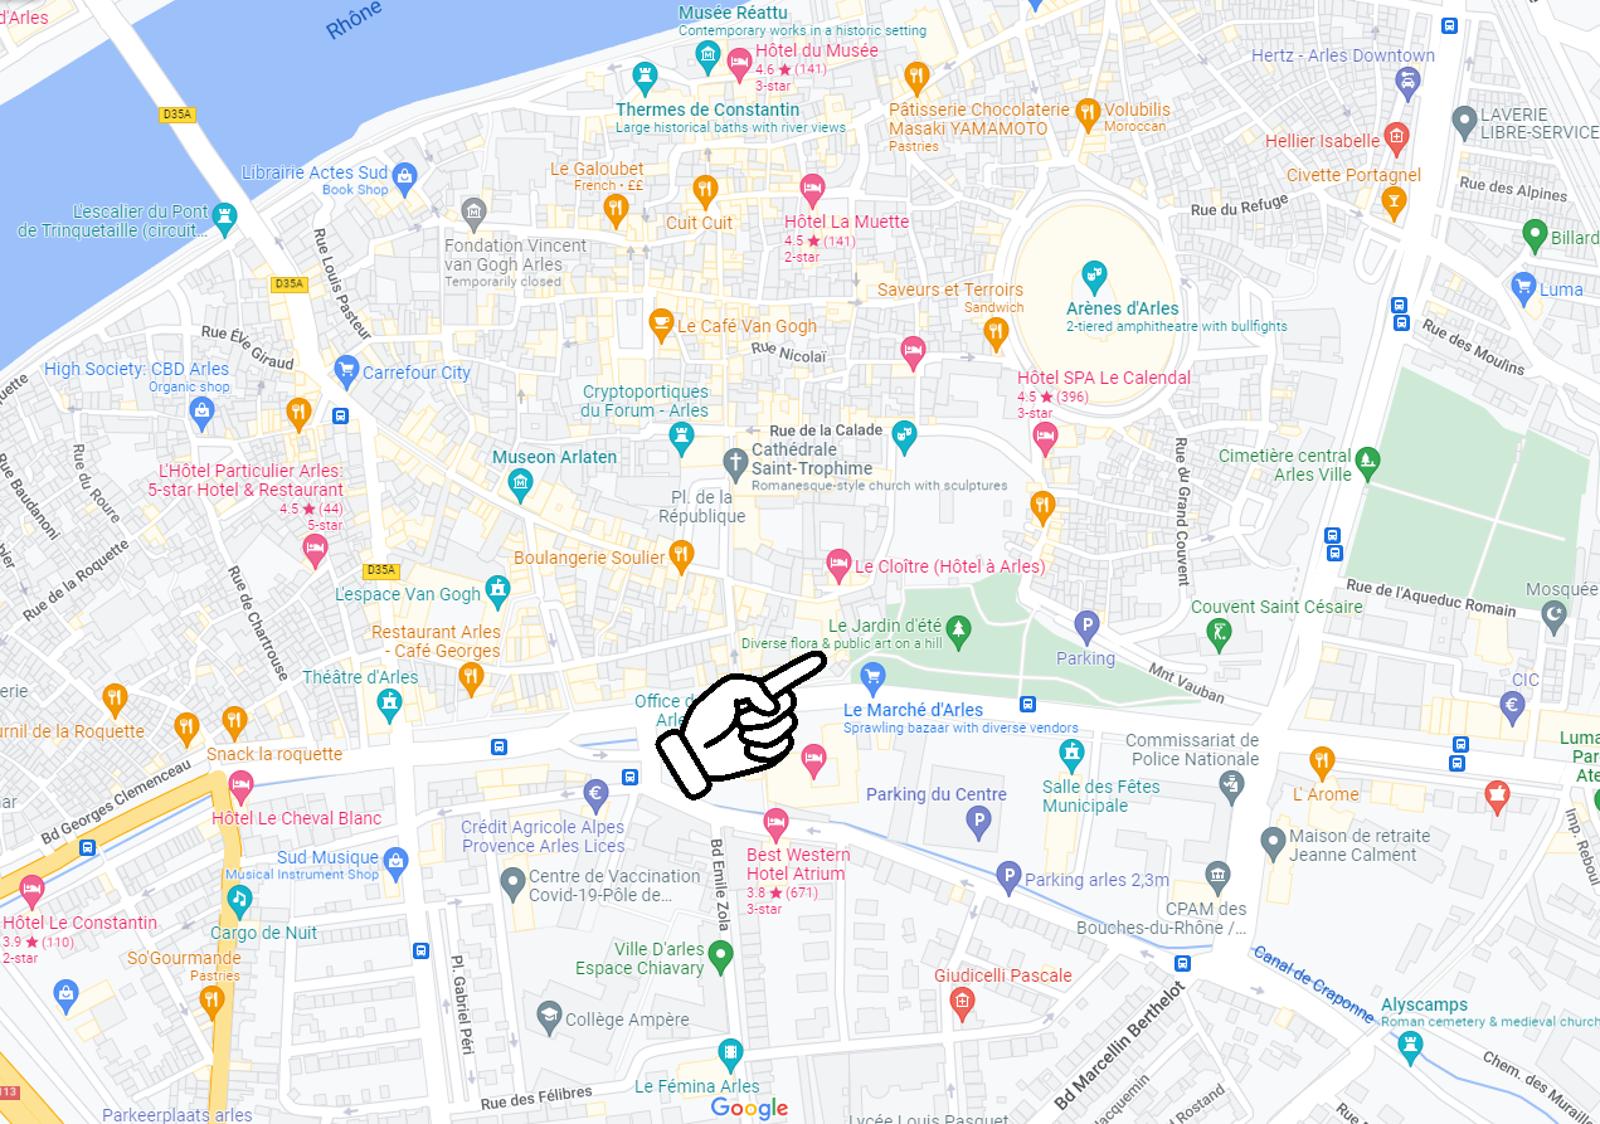 d'Arles
Rhône
Musée Réattu
Contemporary works in a historic setting
Hôtel du Musée
4.6 ★ (141)
3-star
Hertz - Arles Downtown
D35A
Thermes de Constantin
Large historical baths with river views
Pâtisserie Chocolaterie
Masaki YAMAMOTO
Pastries
Volubilis
Moroccan
LAVERIE
LIBRE-SERVICE
Hellier Isabelle
Librairie Actes Sud
Book Shop
Le Galoubet
French • ££
Civette Portagnel
Rue des Alpines
L'escalier du Pont
de Trinquetaille (circuit...
Cuit Cuit
Hôtel La Muette
4.5 ★ (141)
2-star
Rue du Refuge
Billard
Rue Louis Pasteur
Fondation Vincent
van Gogh Arles
Temporarily closed
D35A
Saveurs et Terroirs
Sandwich
Arènes d'Arles
2-tiered amphitheatre with bullfights
Luma
Rue Ève Giraud
Le Café Van Gogh
Rue Nicolaï
Rue des Moulins
High Society: CBD Arles
Organic shop
Carrefour City
Hôtel SPA Le Calendal
4.5 ★ (396)
3-star
Cryptoportiques
du Forum - Arles
Rue de la Calade
Cathédrale
Saint-Trophime
Romanesque-style church with sculptures
Museon Arlaten
Cimetière central
Arles Ville
L'Hôtel Particulier Arles:
5-star Hotel & Restaurant
4.5 ★ (44)
5-star
Rue du Roure
Rue Baudanoni
Pl. de la
République
Rue du Grand Couvent
Boulangerie Soulier
Le Cloître (Hôtel à Arles)
Rue de la Roquette
D35A
Rue de Chartrouse
L'espace Van Gogh
Rue de l'Aqueduc Romain
Mosquée
Couvent Saint Césaire
Restaurant Arles
- Café Georges
Le Jardin d'été
Diverse flora & public art on a hill
Parking
Mnt Vauban
Théâtre d'Arles
CIC
Office d
Arle
Le Marché d'Arles
Sprawling bazaar with diverse vendors
erie
urnil de la Roquette
Snack la roquette
Commissariat de
Police Nationale
Luma
Par
Ate
Salle des Fêtes
Municipale
L' Arome
Parking du Centre
Bd Georges Clemenceau
Hôtel Le Cheval Blanc
Crédit Agricole Alpes
Provence Arles Lices
Maison de retraite
Jeanne Calment
Imp. Reboul
Sud Musique
Musical Instrument Shop
Bd Emile Zola
Best Western
Hotel Atrium
3.8 ★ (671)
3-star
Centre de Vaccination
Covid-19-Pôle de...
Parking arles 2,3m
CPAM des
Bouches-du-Rhône /...
Hôtel Le Constantin
3.9 ★ (110)
2-star
Cargo de Nuit
So'Gourmande
Pastries
Ville D'arles
Espace Chiavary
Giudicelli Pascale
Canal de Craponne
Pl. Gabriel Péri
Collège Ampère
Alyscamps
Roman cemetery & medieval church
Bd Marcellin Berthelot
Chem. des Muraille
Le Fémina Arles
Rue des Félibres
Google
Parkeerplaats arles
Lycée Louis Pasquet
Jacquemin
Rostand
113